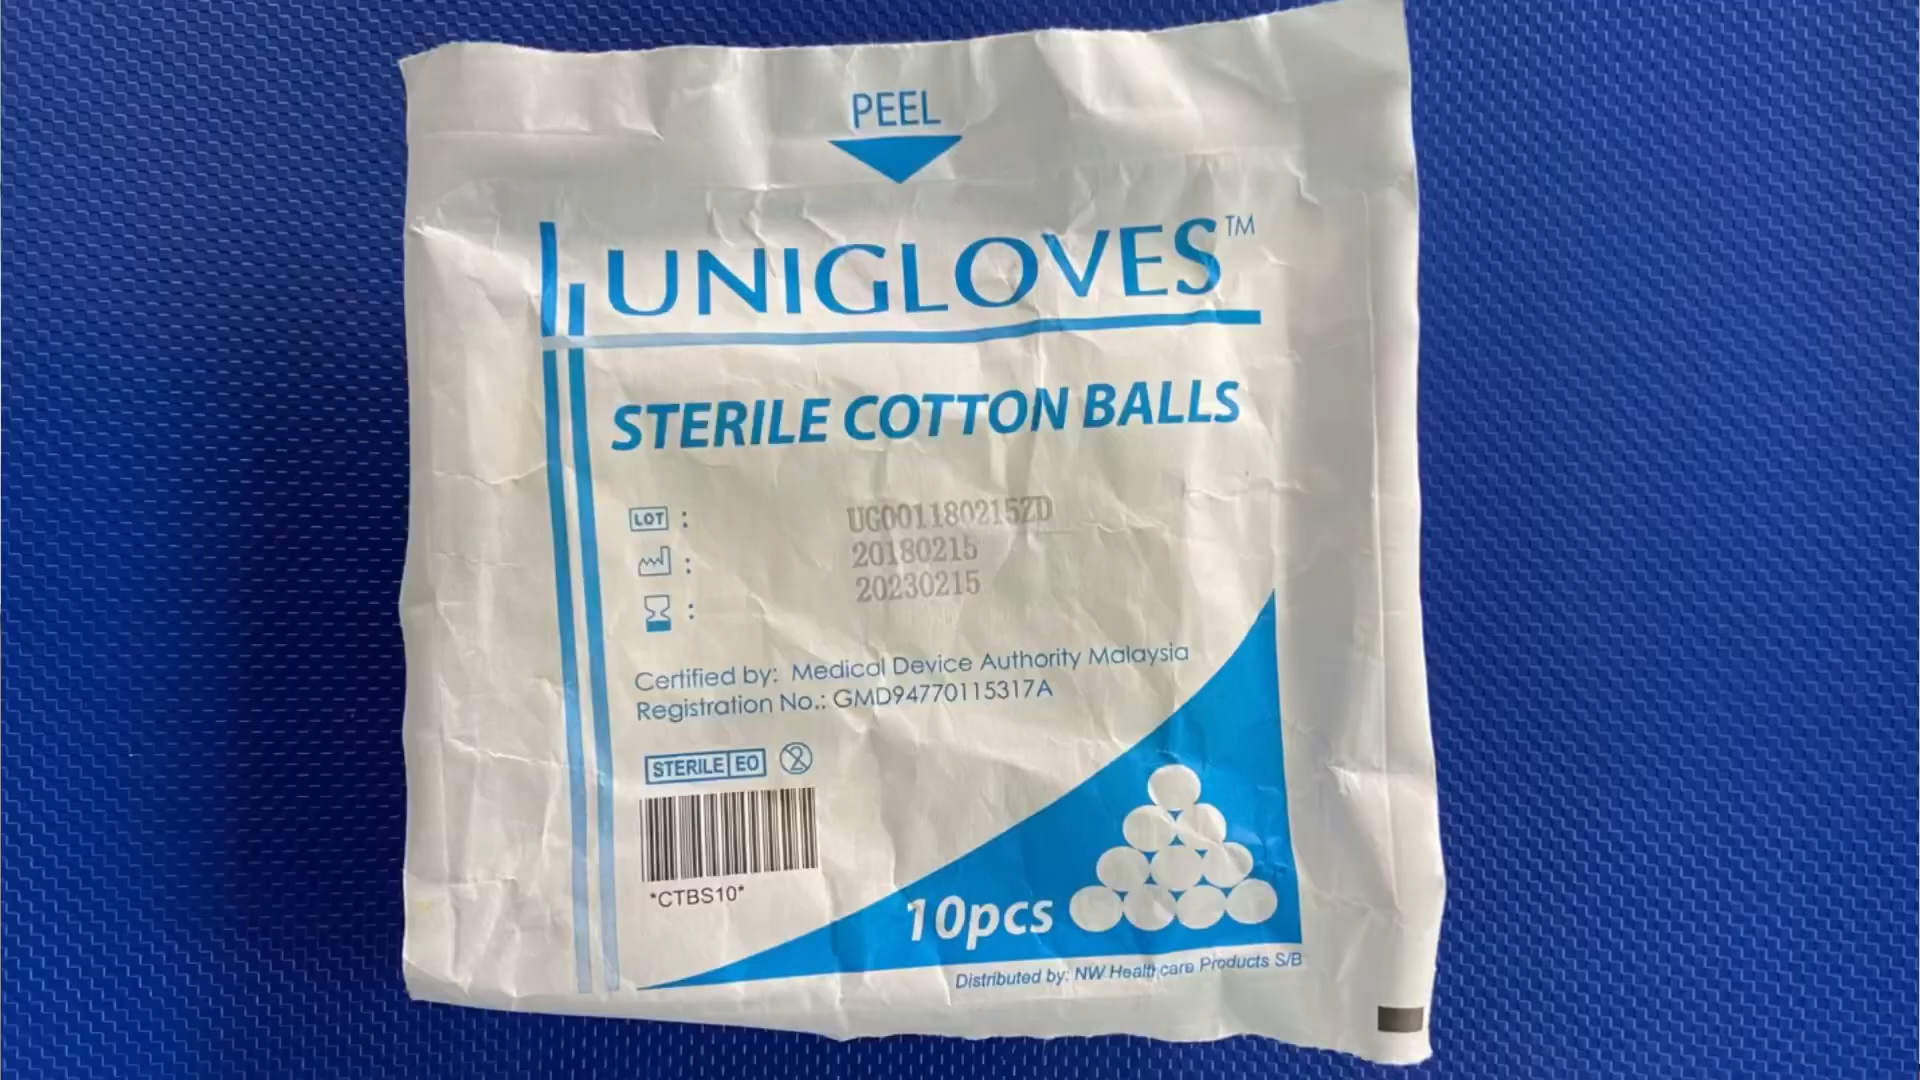 PEEL
UNIGLOVES™
STERILE COTTON BALLS
LOT : UG001180215ZD
: 20180215
: 20230215
Certified by: Medical Device Authority Malaysia
Registration No.: GMD94770115317A
STERILE EO 2
*CTBS10*
10pcs
Distributed by: NW Healthcare Products S/B